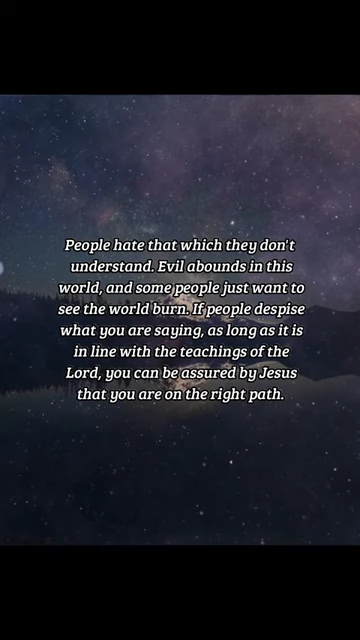 People hate that which they don't
understand. Evil abounds in this
world, and some people just want to
see the world burn. If people despise
what you are saying, as long as it is
in line with the teachings of the
Lord, you can be assured by Jesus
that you are on the right path.